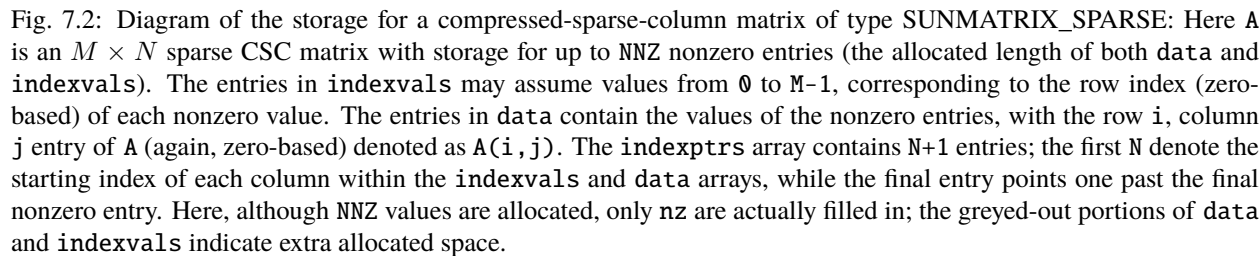 Fig. 7.2: Diagram of the storage for a compressed-sparse-column matrix of type SUNMATRIX_SPARSE: Here A
is an M × N sparse CSC matrix with storage for up to NNZ nonzero entries (the allocated length of both data and
indexvals). The entries in indexvals may assume values from 0 to M-1, corresponding to the row index (zero-
based) of each nonzero value. The entries in data contain the values of the nonzero entries, with the row i, column
j entry of A (again, zero-based) denoted as A(i,j). The indexptrs array contains N+1 entries; the first N denote the
starting index of each column within the indexvals and data arrays, while the final entry points one past the final
nonzero entry. Here, although NNZ values are allocated, only nz are actually filled in; the greyed-out portions of data
and indexvals indicate extra allocated space.